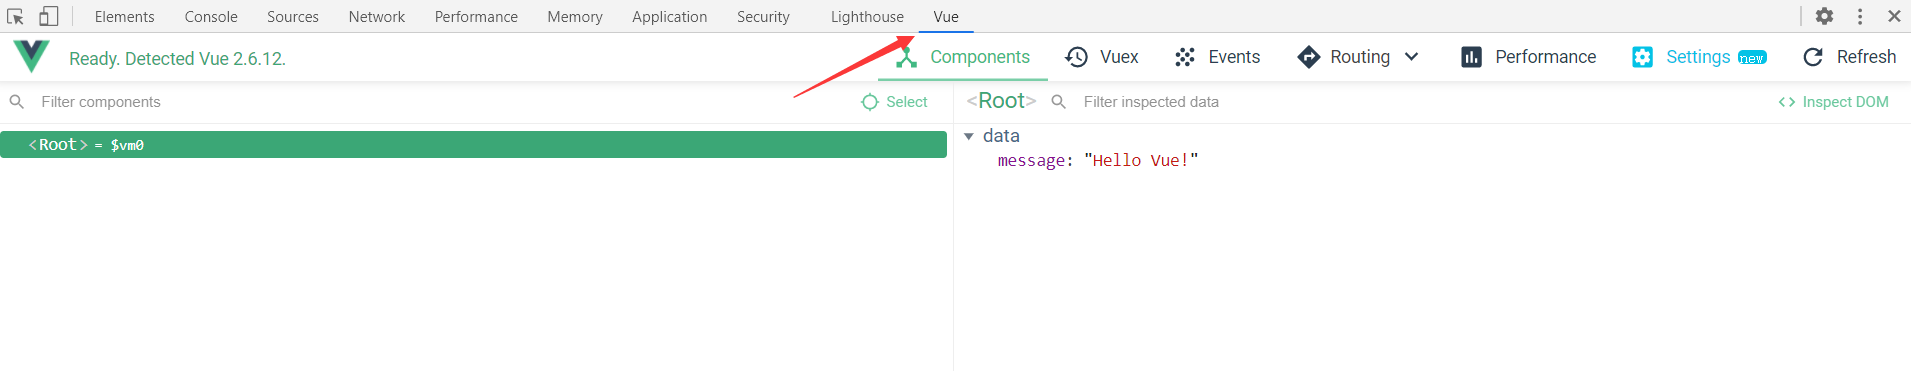 Elements Console Sources Network Performance Memory Application Security Lighthouse Vue
Ready. Detected Vue 2.6.12. Components Vuex Events Routing Performance Settings new Refresh
Filter components Select <Root> Filter inspected data <> Inspect DOM
<Root> = $vm0
data
message: "Hello Vue!"